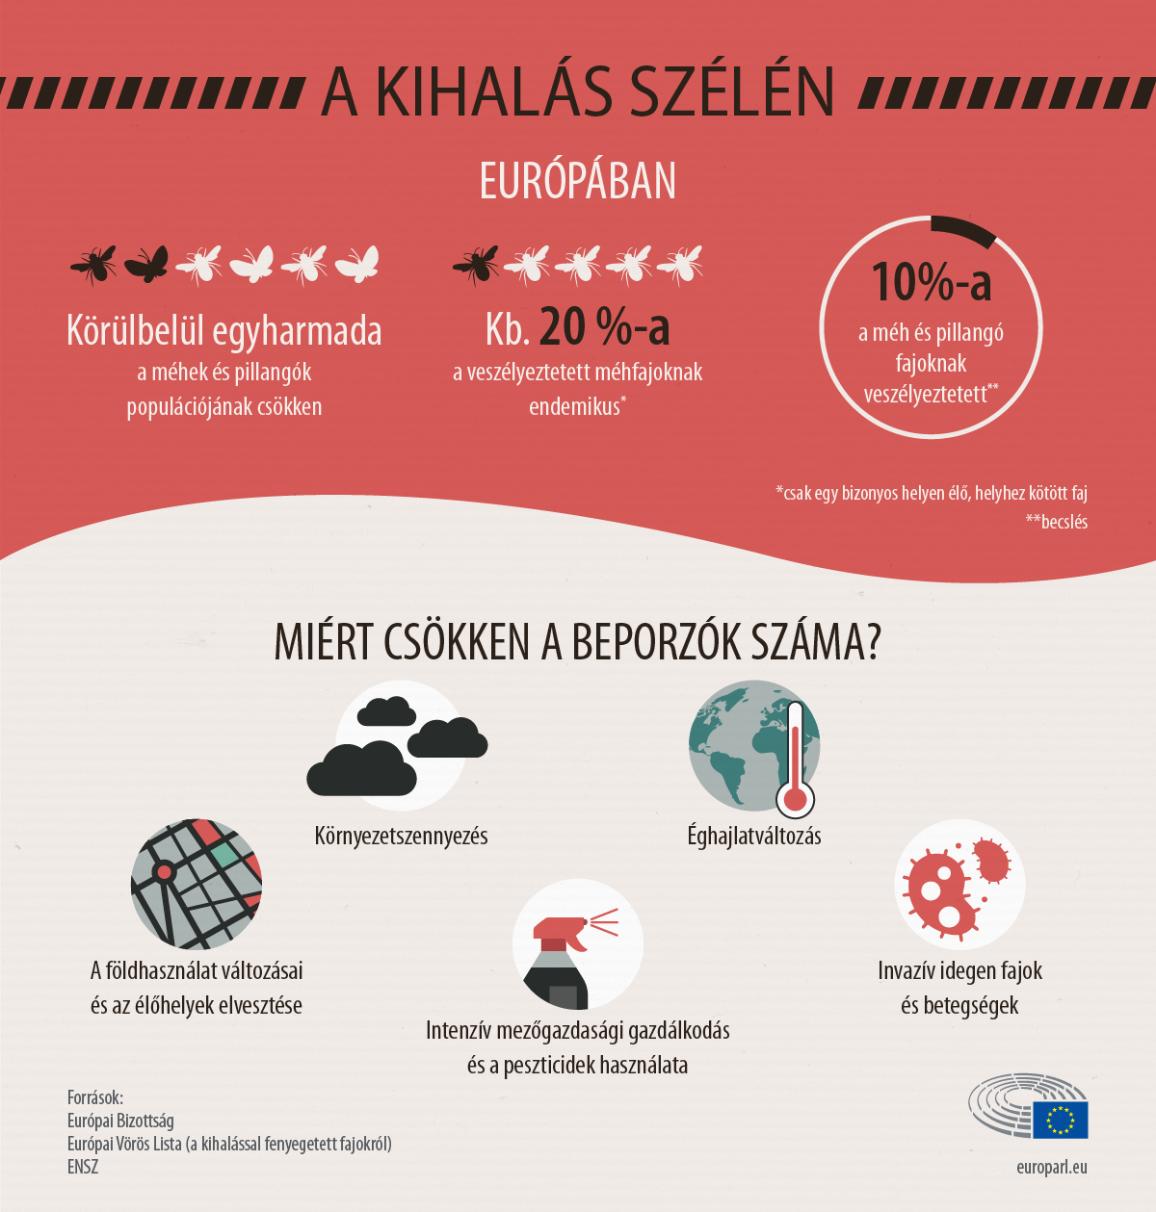 A KIHALÁS SZÉLÉN
EURÓPÁBAN
Körülbelül egyharmada
a méhek és pillangók
populációjának csökken
Kb. 20 %-a
a veszélyeztetett méhfajoknak
endemikus*
10%-a
a méh és pillangó
fajoknak
veszélyeztetett**
*csak egy bizonyos helyen élő, helyhez kötött faj
**becslés
MIÉRT CSÖKKEN A BEPORZÓK SZÁMA?
Környezetszennyezés
Éghajlatváltozás
A földhasználat változásai
és az élőhelyek elvesztése
Intenzív mezőgazdasági gazdálkodás
és a peszticidek használata
Invazív idegen fajok
és betegségek
Források:
Európai Bizottság
Európai Vörös Lista (a kihalással fenyegetett fajokról)
ENSZ
europarl.eu